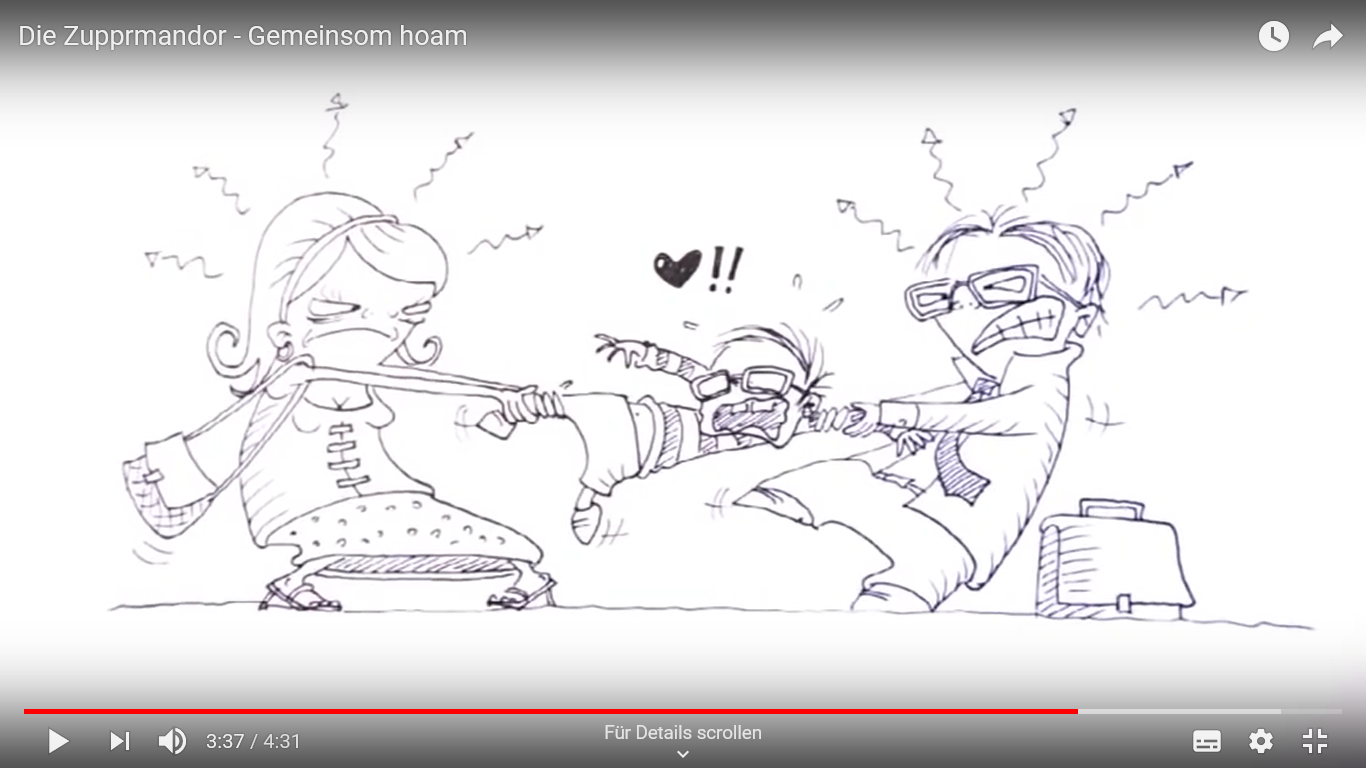 Die Zupprmandor - Gemeinsom hoam
!!
Für Details scrollen
3:37 / 4:31